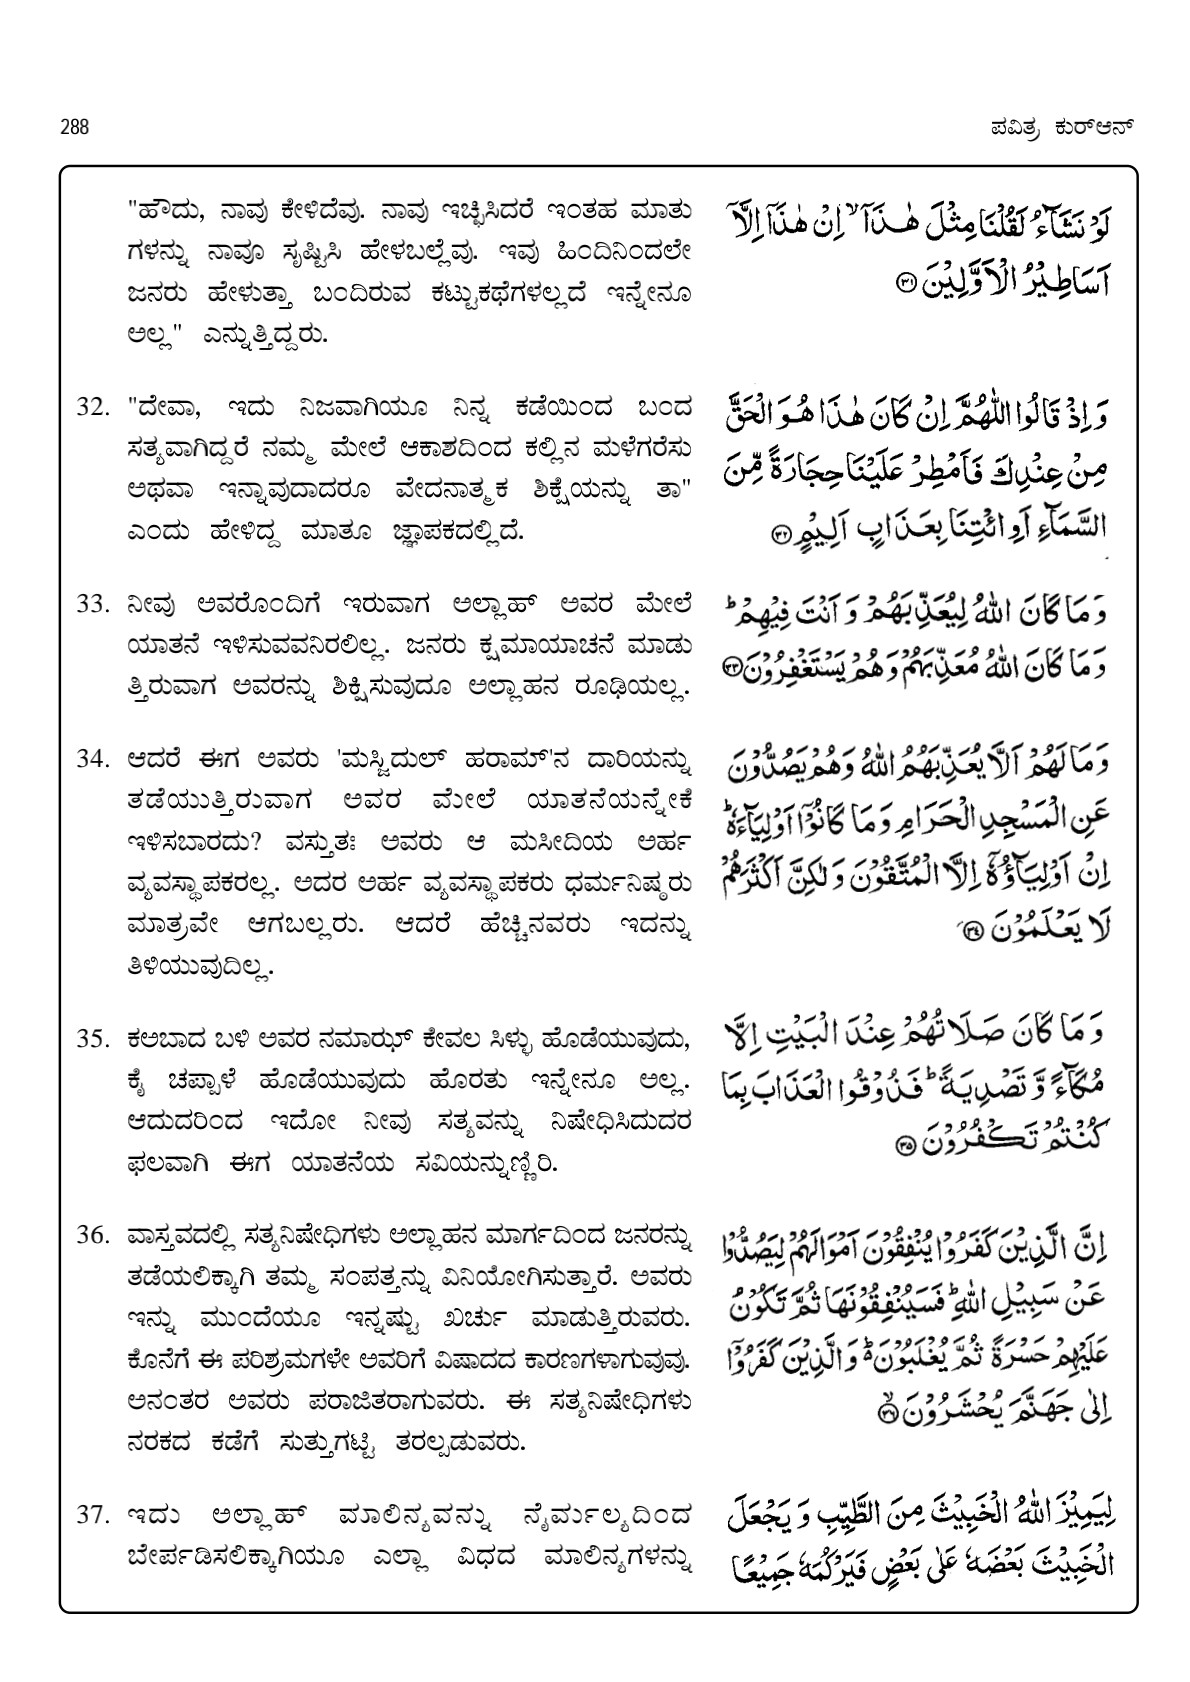 288
ಪವಿತ್ರ ಕುರ್‌ಆನ್
"ಹೌದು, ನಾವು ಕೇಳಿದೆವು. ನಾವು ಇಚ್ಛಿಸಿದರೆ ಇಂತಹ ಮಾತು
ಗಳನ್ನು ನಾವೂ ಸೃಷ್ಟಿಸಿ ಹೇಳಬಲ್ಲೆವು. ಇವು ಹಿಂದಿನಿಂದಲೇ
ಜನರು ಹೇಳುತ್ತಾ ಬಂದಿರುವ ಕಟ್ಟುಕಥೆಗಳಲ್ಲದೆ ಇನ್ನೇನೂ
ಅಲ್ಲ" ಎನ್ನುತ್ತಿದ್ದರು.
لَوْ نَشَآءُ لَقُلْنَا مِثْلَ هٰذَآ ۙ اِنْ هٰذَآ اِلَّآ
اَسَاطِيْرُ الْاَوَّلِيْنَ ۝۳۱
32. "ದೇವಾ, ಇದು ನಿಜವಾಗಿಯೂ ನಿನ್ನ ಕಡೆಯಿಂದ ಬಂದ
ಸತ್ಯವಾಗಿದ್ದರೆ ನಮ್ಮ ಮೇಲೆ ಆಕಾಶದಿಂದ ಕಲ್ಲಿನ ಮಳೆಗರೆಸು
ಅಥವಾ ಇನ್ನಾವುದಾದರೂ ವೇದನಾತ್ಮಕ ಶಿಕ್ಷೆಯನ್ನು ತಾ"
ಎಂದು ಹೇಳಿದ್ದ ಮಾತೂ ಜ್ಞಾಪಕದಲ್ಲಿದೆ.
وَ اِذْ قَالُوا اللّٰهُمَّ اِنْ كَانَ هٰذَا هُوَ الْحَقَّ
مِنْ عِنْدِكَ فَاَمْطِرْ عَلَيْنَا حِجَارَةً مِّنَ
السَّمَآءِ اَوِ ائْتِنَا بِعَذَابٍ اَلِيْمٍ ۝۳۲
33. ನೀವು ಅವರೊಂದಿಗೆ ಇರುವಾಗ ಅಲ್ಲಾಹ್ ಅವರ ಮೇಲೆ
ಯಾತನೆ ಇಳಿಸುವವನಿರಲಿಲ್ಲ. ಜನರು ಕ್ಷಮಾಯಾಚನೆ ಮಾಡು
ತ್ತಿರುವಾಗ ಅವರನ್ನು ಶಿಕ್ಷಿಸುವುದೂ ಅಲ್ಲಾಹನ ರೂಢಿಯಲ್ಲ.
وَ مَا كَانَ اللّٰهُ لِيُعَذِّبَهُمْ وَ اَنْتَ فِيْهِمْ ؕ
وَ مَا كَانَ اللّٰهُ مُعَذِّبَهُمْ وَ هُمْ يَسْتَغْفِرُوْنَ ۝۳۳
34. ಆದರೆ ಈಗ ಅವರು 'ಮಸ್ಜಿದುಲ್ ಹರಾಮ್'ನ ದಾರಿಯನ್ನು
ತಡೆಯುತ್ತಿರುವಾಗ ಅವರ ಮೇಲೆ ಯಾತನೆಯನ್ನೇಕೆ
ಇಳಿಸಬಾರದು? ವಸ್ತುತಃ ಅವರು ಆ ಮಸೀದಿಯ ಅರ್ಹ
ವ್ಯವಸ್ಥಾಪಕರಲ್ಲ. ಅದರ ಅರ್ಹ ವ್ಯವಸ್ಥಾಪಕರು ಧರ್ಮನಿಷ್ಠರು
ಮಾತ್ರವೇ ಆಗಬಲ್ಲರು. ಆದರೆ ಹೆಚ್ಚಿನವರು ಇದನ್ನು
ತಿಳಿಯುವುದಿಲ್ಲ.
وَ مَا لَهُمْ اَلَّا يُعَذِّبَهُمُ اللّٰهُ وَ هُمْ يَصُدُّوْنَ
عَنِ الْمَسْجِدِ الْحَرَامِ وَ مَا كَانُوْۤا اَوْلِيَآءَهٗ ؕ
اِنْ اَوْلِيَآؤُهٗۤ اِلَّا الْمُتَّقُوْنَ وَ لٰكِنَّ اَكْثَرَهُمْ
لَا يَعْلَمُوْنَ ۝۳۴
35. ಕಅಬಾದ ಬಳಿ ಅವರ ನಮಾಝ್ ಕೇವಲ ಸಿಳ್ಳು ಹೊಡೆಯುವುದು,
ಕೈ ಚಪ್ಪಾಳೆ ಹೊಡೆಯುವುದು ಹೊರತು ಇನ್ನೇನೂ ಅಲ್ಲ.
ಆದುದರಿಂದ ಇದೋ ನೀವು ಸತ್ಯವನ್ನು ನಿಷೇಧಿಸಿದುದರ
ಫಲವಾಗಿ ಈಗ ಯಾತನೆಯ ಸವಿಯನ್ನುಣ್ಣಿರಿ.
وَ مَا كَانَ صَلَاتُهُمْ عِنْدَ الْبَيْتِ اِلَّا
مُكَآءً وَّ تَصْدِيَةً ؕ فَذُوْقُوا الْعَذَابَ بِمَا
كُنْتُمْ تَكْفُرُوْنَ ۝۳۵
36. ವಾಸ್ತವದಲ್ಲಿ ಸತ್ಯನಿಷೇಧಿಗಳು ಅಲ್ಲಾಹನ ಮಾರ್ಗದಿಂದ ಜನರನ್ನು
ತಡೆಯಲಿಕ್ಕಾಗಿ ತಮ್ಮ ಸಂಪತ್ತನ್ನು ವಿನಿಯೋಗಿಸುತ್ತಾರೆ. ಅವರು
ಇನ್ನು ಮುಂದೆಯೂ ಇನ್ನಷ್ಟು ಖರ್ಚು ಮಾಡುತ್ತಿರುವರು.
ಕೊನೆಗೆ ಈ ಪರಿಶ್ರಮಗಳೇ ಅವರಿಗೆ ವಿಷಾದದ ಕಾರಣಗಳಾಗುವುವು.
ಅನಂತರ ಅವರು ಪರಾಜಿತರಾಗುವರು. ಈ ಸತ್ಯನಿಷೇಧಿಗಳು
ನರಕದ ಕಡೆಗೆ ಸುತ್ತುಗಟ್ಟಿ ತರಲ್ಪಡುವರು.
اِنَّ الَّذِيْنَ كَفَرُوْا يُنْفِقُوْنَ اَمْوَالَهُمْ لِيَصُدُّوْا
عَنْ سَبِيْلِ اللّٰهِ ؕ فَسَيُنْفِقُوْنَهَا ثُمَّ تَكُوْنُ
عَلَيْهِمْ حَسْرَةً ثُمَّ يُغْلَبُوْنَ ؕ وَ الَّذِيْنَ كَفَرُوْۤا
اِلٰى جَهَنَّمَ يُحْشَرُوْنَ ۙ۝۳۶
37. ಇದು ಅಲ್ಲಾಹ್ ಮಾಲಿನ್ಯವನ್ನು ನೈರ್ಮಲ್ಯದಿಂದ
ಬೇರ್ಪಡಿಸಲಿಕ್ಕಾಗಿಯೂ ಎಲ್ಲಾ ವಿಧದ ಮಾಲಿನ್ಯಗಳನ್ನು
لِيَمِيْزَ اللّٰهُ الْخَبِيْثَ مِنَ الطَّيِّبِ وَ يَجْعَلَ
الْخَبِيْثَ بَعْضَهٗ عَلٰى بَعْضٍ فَيَرْكُمَهٗ جَمِيْعًا